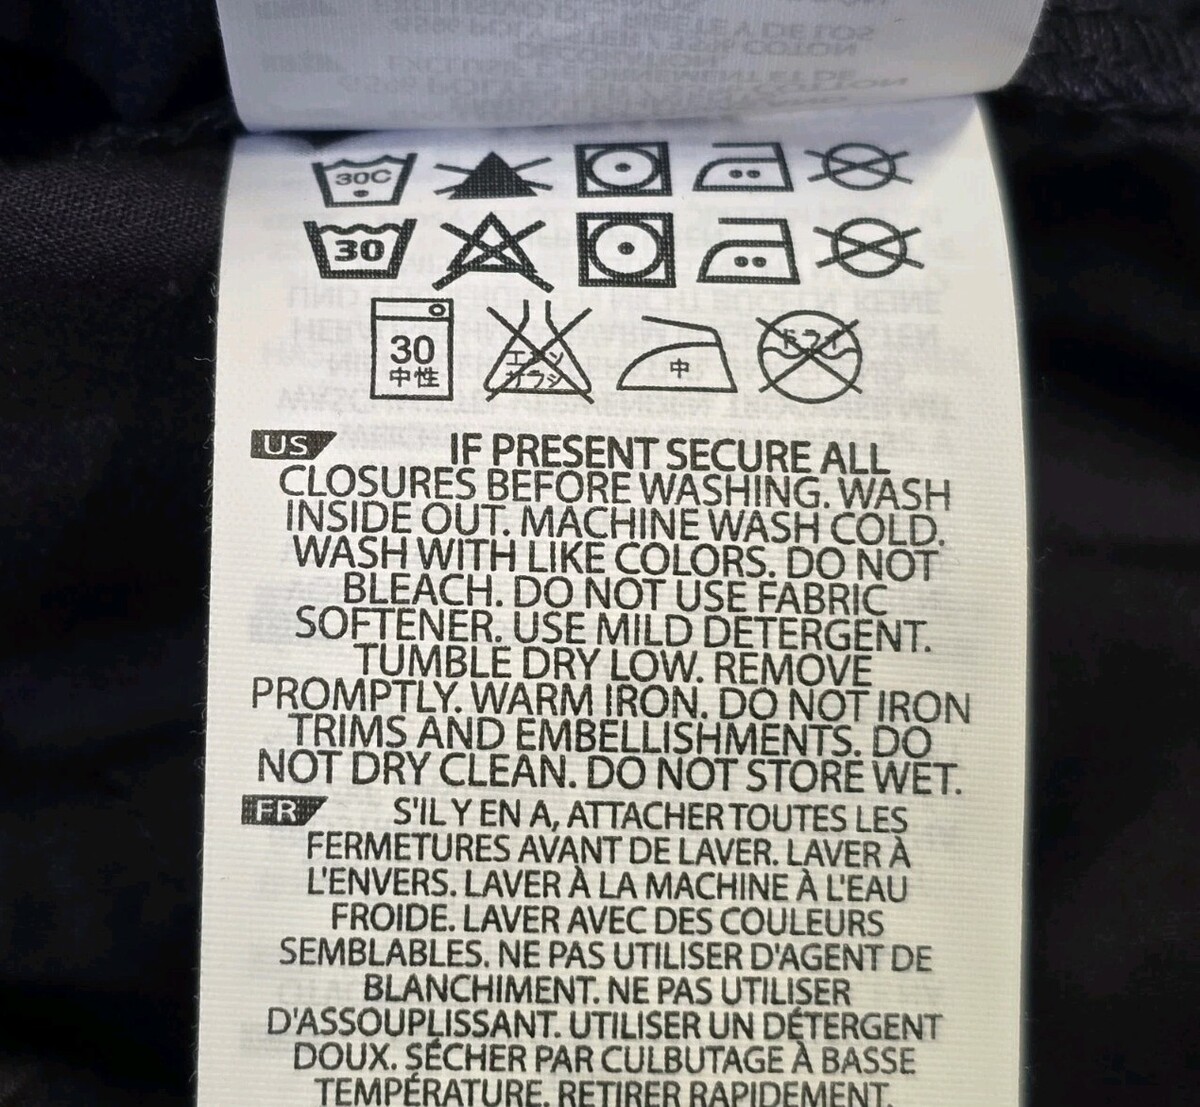 30C
30
30
中性
エンソ
サラシ
中
ドライ
US IF PRESENT SECURE ALL
CLOSURES BEFORE WASHING. WASH
INSIDE OUT. MACHINE WASH COLD.
WASH WITH LIKE COLORS. DO NOT
BLEACH. DO NOT USE FABRIC
SOFTENER. USE MILD DETERGENT.
TUMBLE DRY LOW. REMOVE
PROMPTLY. WARM IRON. DO NOT IRON
TRIMS AND EMBELLISHMENTS. DO
NOT DRY CLEAN. DO NOT STORE WET.
FR S'IL Y EN A, ATTACHER TOUTES LES
FERMETURES AVANT DE LAVER. LAVER À
L'ENVERS. LAVER À LA MACHINE À L'EAU
FROIDE. LAVER AVEC DES COULEURS
SEMBLABLES. NE PAS UTILISER D'AGENT DE
BLANCHIMENT. NE PAS UTILISER
D'ASSOUPLISSANT. UTILISER UN DÉTERGENT
DOUX. SÉCHER PAR CULBUTAGE À BASSE
TEMPÉRATURE. RETIRER RAPIDEMENT.